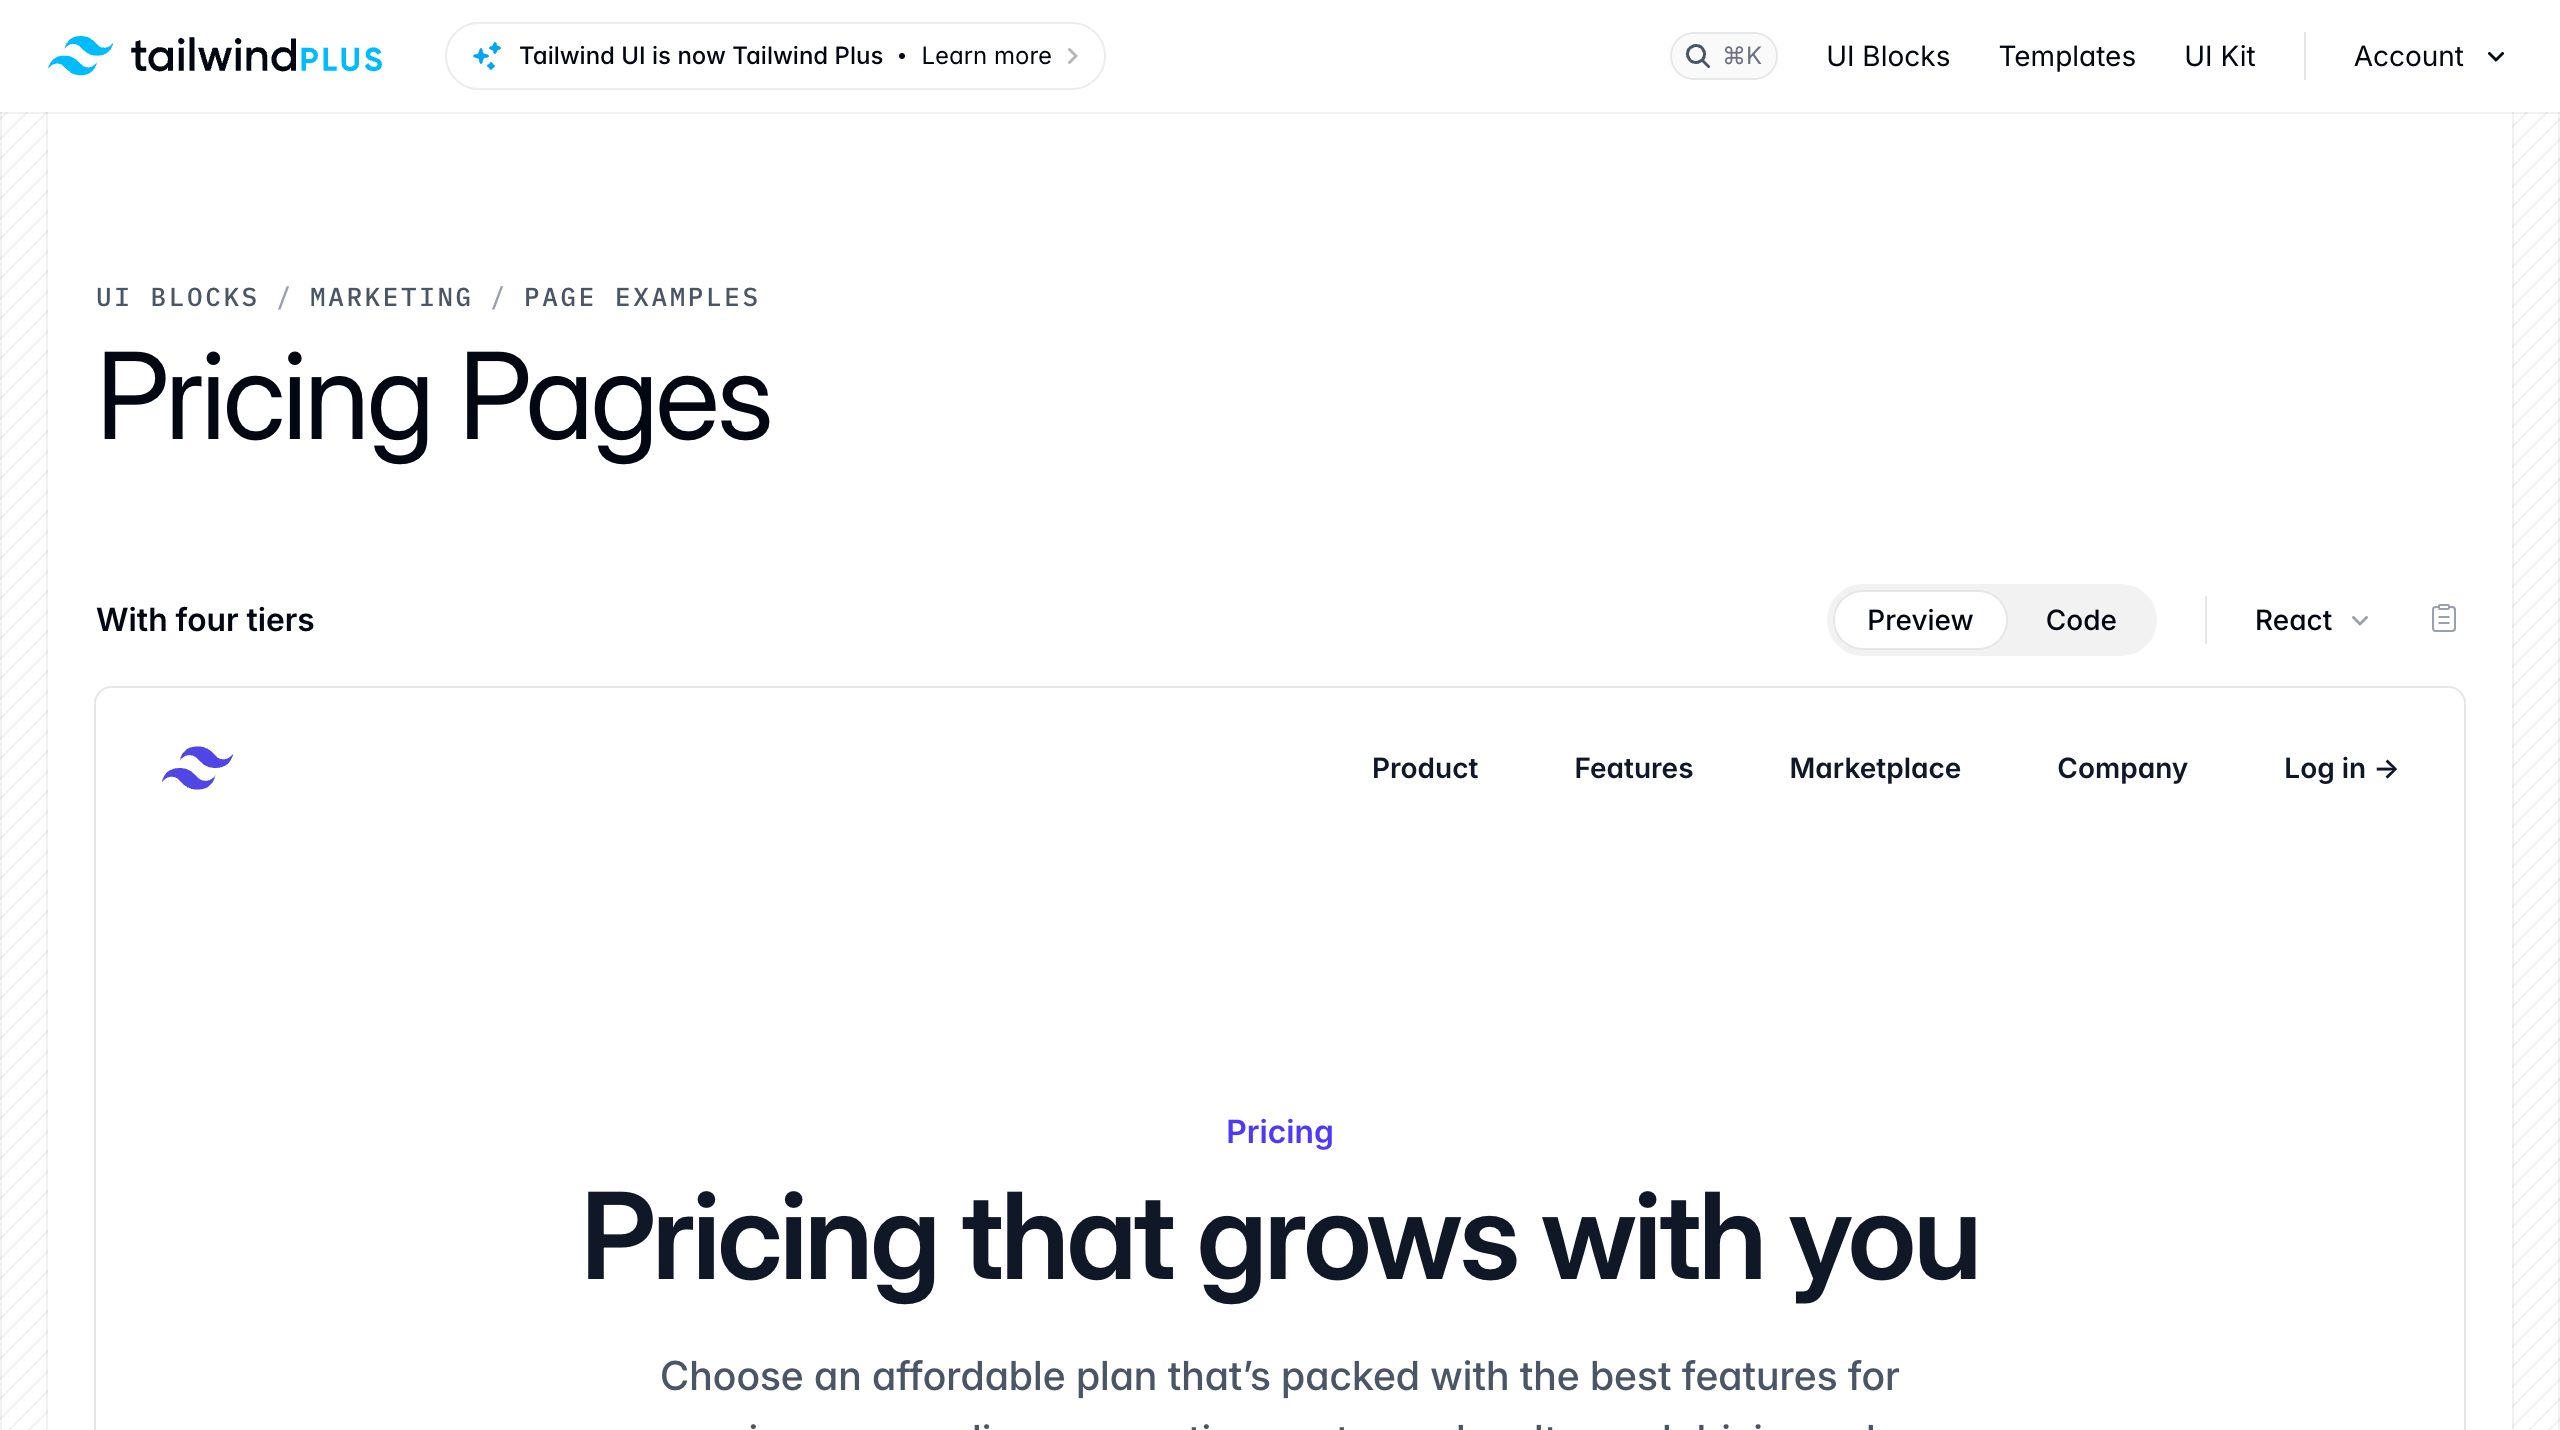 tailwindPLUS
Tailwind UI is now Tailwind Plus • Learn more
⌘K
UI Blocks
Templates
UI Kit
Account
UI BLOCKS / MARKETING / PAGE EXAMPLES
Pricing Pages
With four tiers
Preview
Code
React
Product
Features
Marketplace
Company
Log in →
Pricing
Pricing that grows with you
Choose an affordable plan that’s packed with the best features for